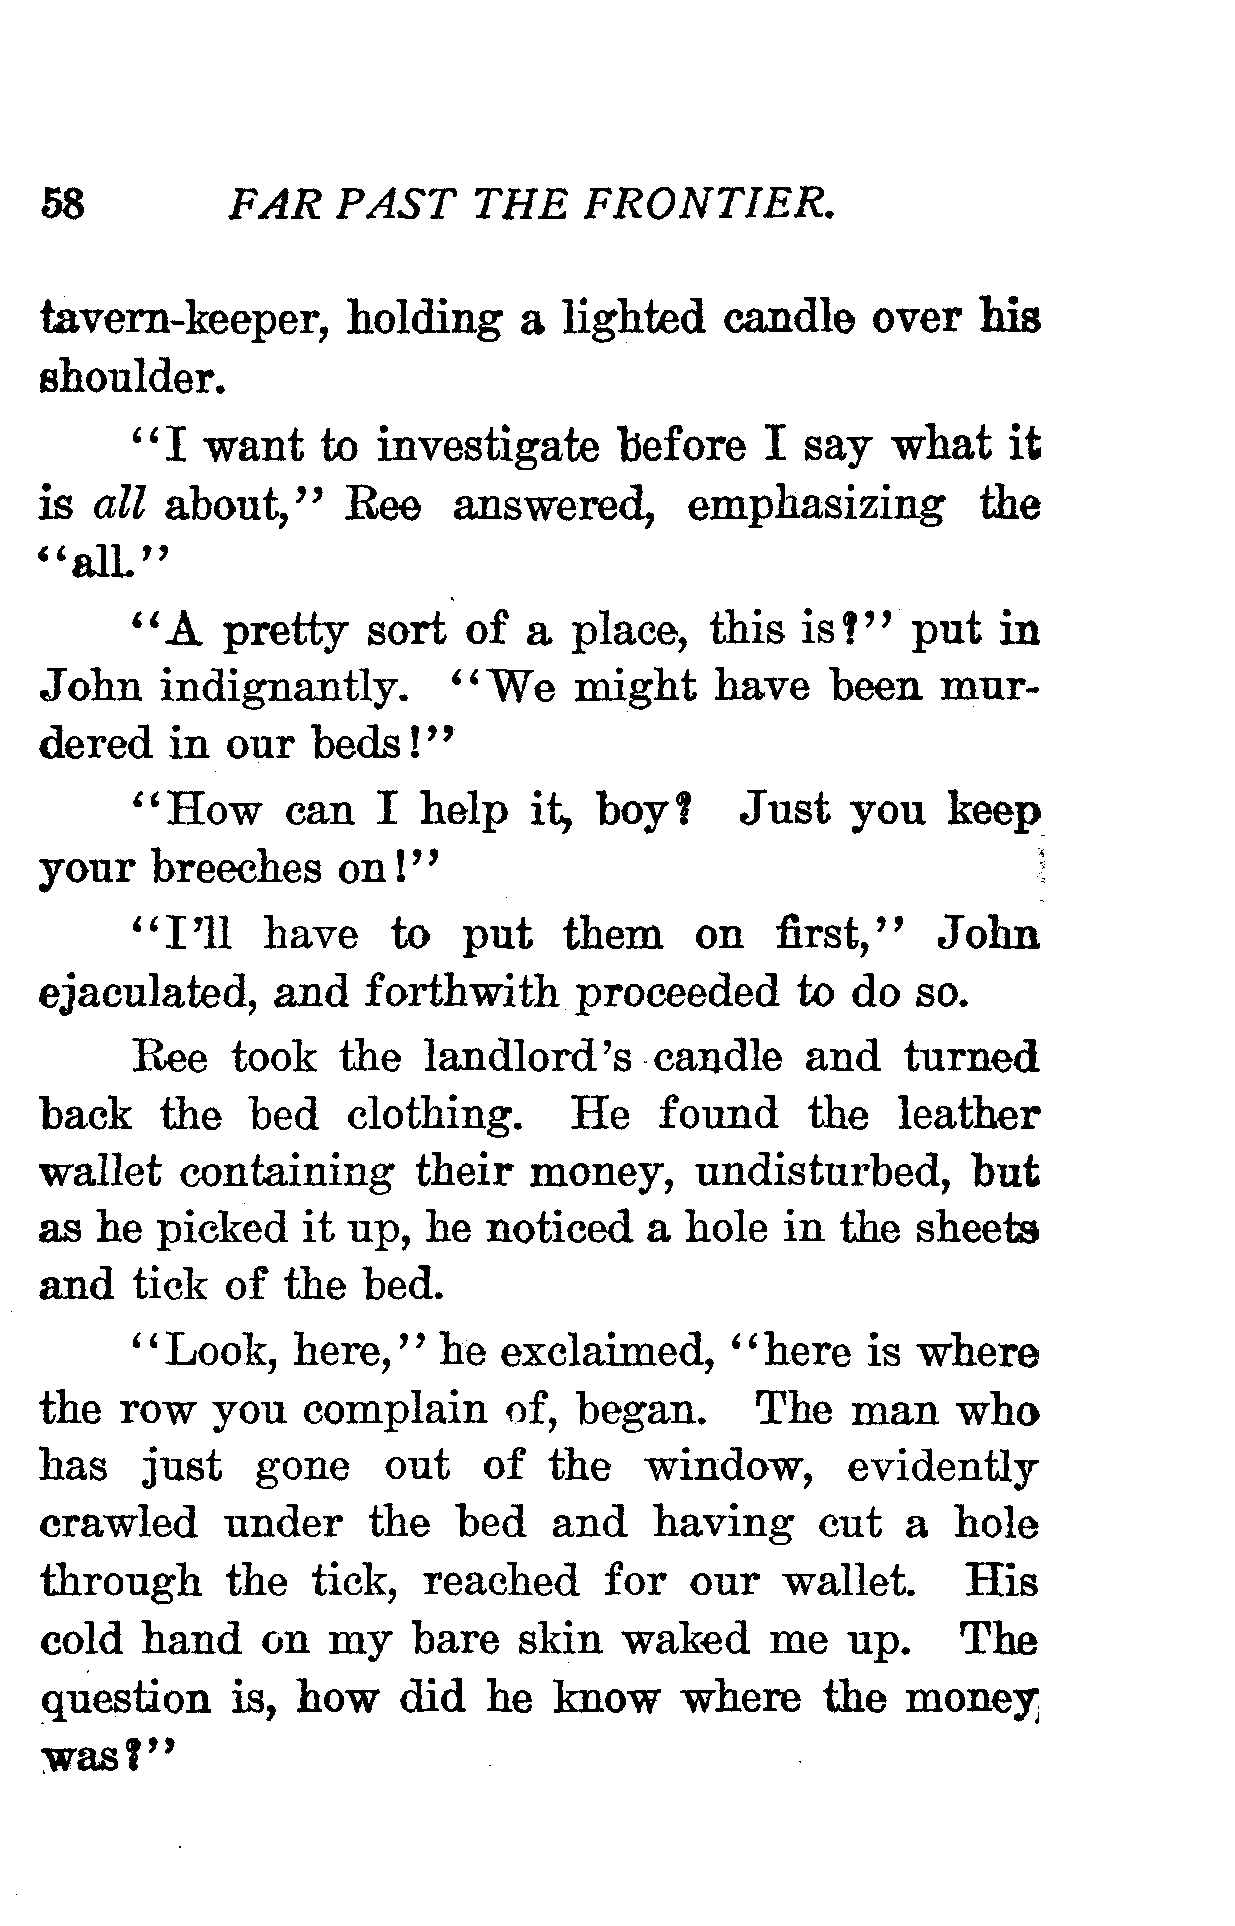 58 FAR PAST THE FRONTIER.
tavern-keeper, holding a lighted candle over his
shoulder.
"I want to investigate before I say what it
is all about," Ree answered, emphasizing the
"all."
"A pretty sort of a place, this is?" put in
John indignantly. "We might have been mur-
dered in our beds!"
"How can I help it, boy? Just you keep
your breeches on!"
"I'll have to put them on first," John
ejaculated, and forthwith proceeded to do so.
Ree took the landlord's candle and turned
back the bed clothing. He found the leather
wallet containing their money, undisturbed, but
as he picked it up, he noticed a hole in the sheets
and tick of the bed.
"Look, here," he exclaimed, "here is where
the row you complain of, began. The man who
has just gone out of the window, evidently
crawled under the bed and having cut a hole
through the tick, reached for our wallet. His
cold hand on my bare skin waked me up. The
question is, how did he know where the money
was?"